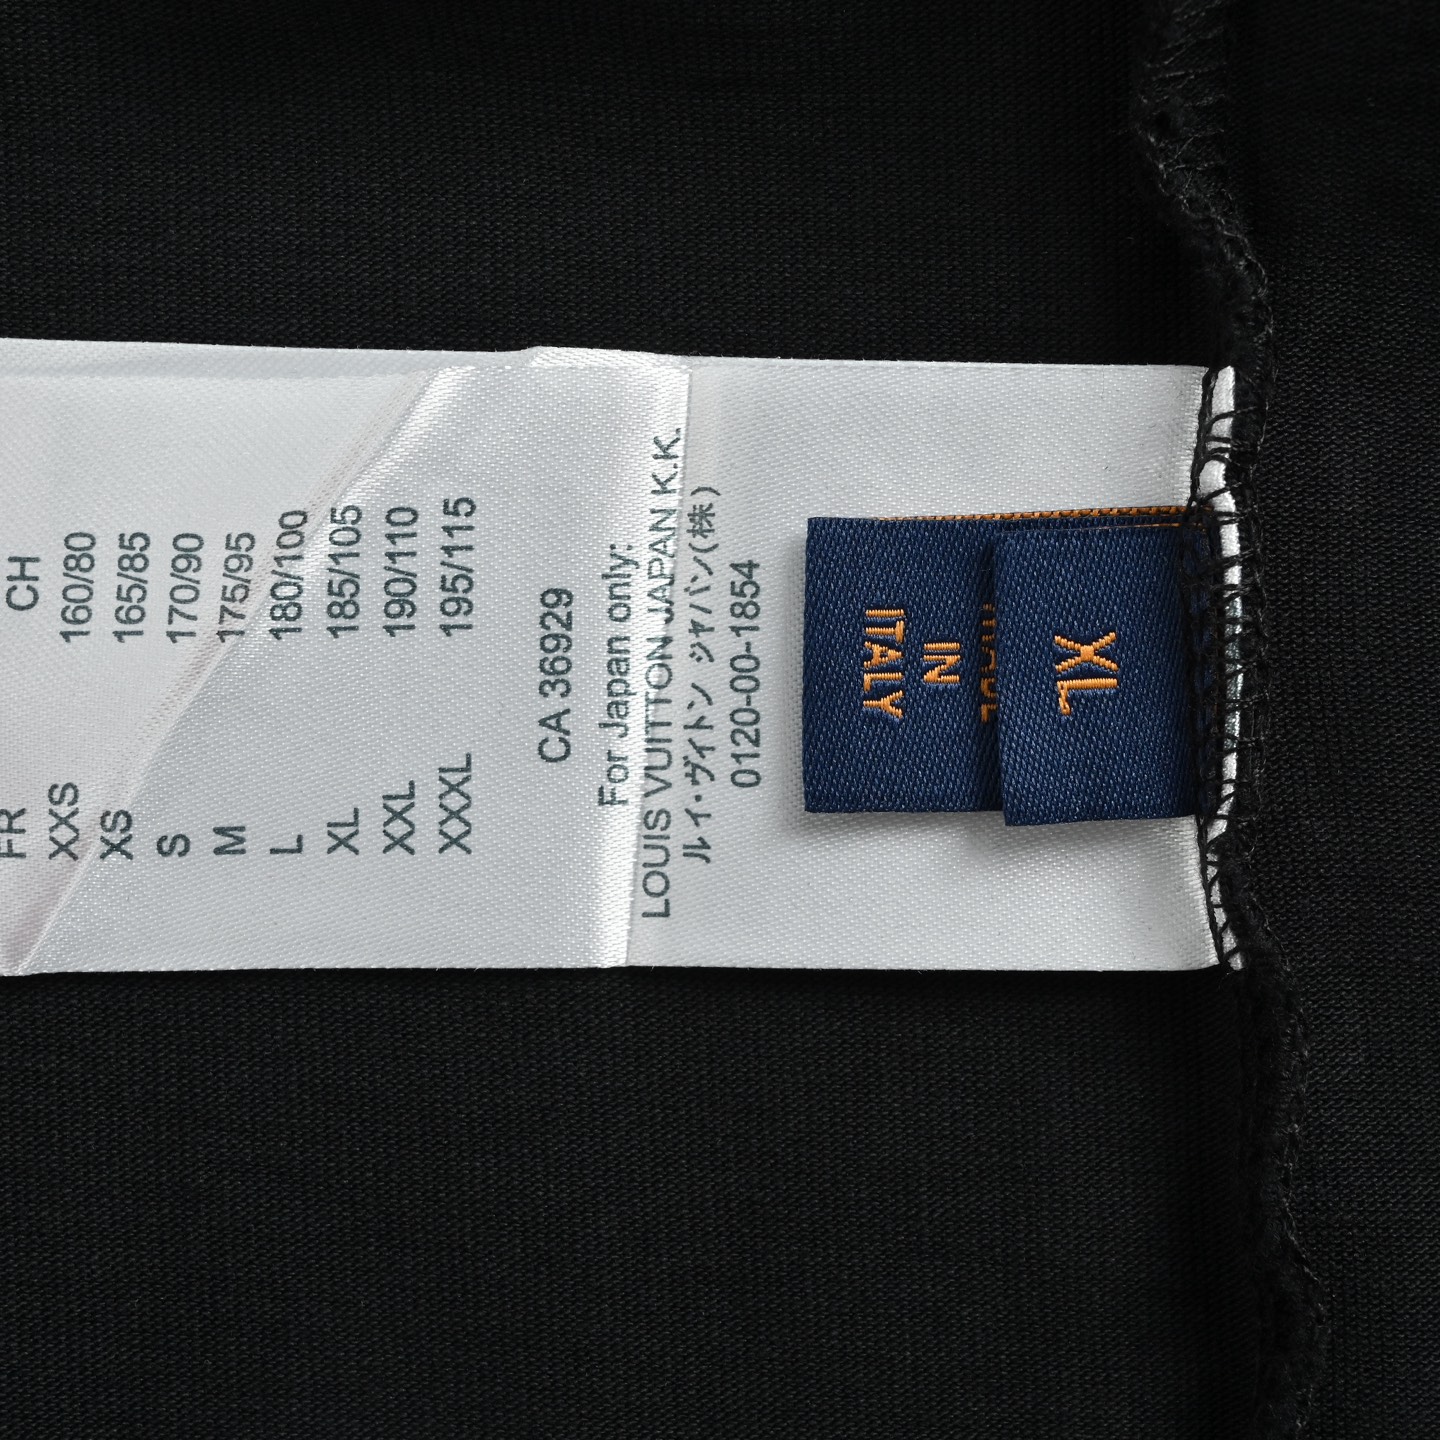 FR CH
XXS 160/80
XS 165/85
S 170/90
M 175/95
L 180/100
XL 185/105
XXL 190/110
XXXL 195/115
CA 36929
For Japan only:
LOUIS VUITTON JAPAN K.K.
ルイ・ヴィトン ジャパン(株)
0120-00-1854
XL
IN
ITALY